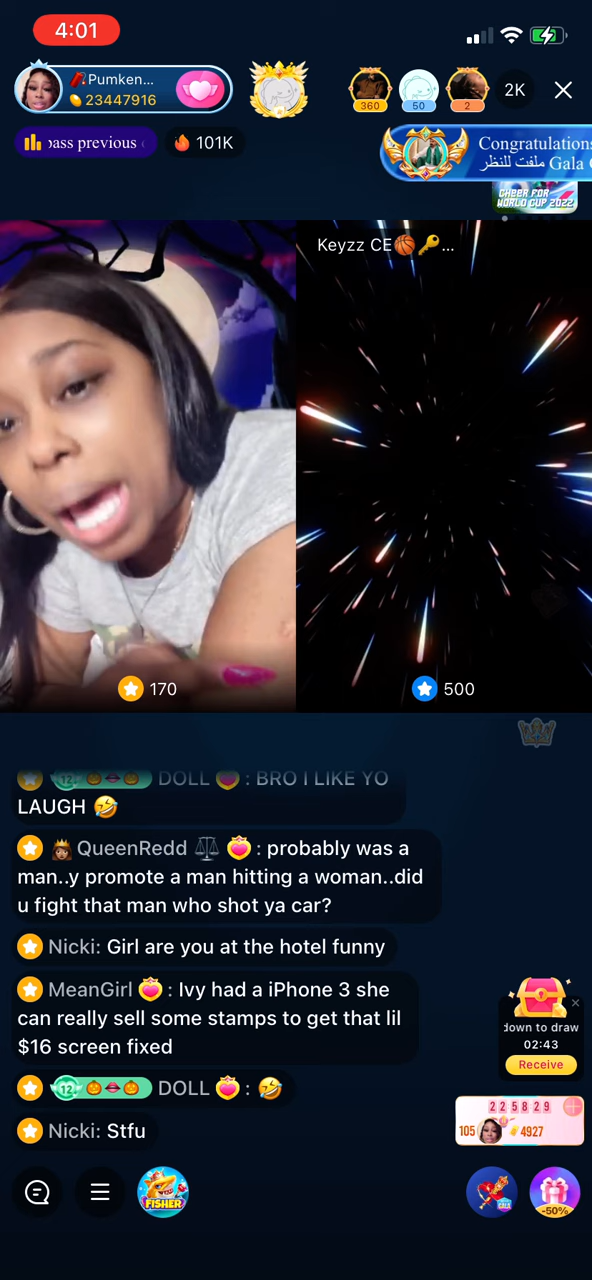 4:01
Pumken...
23447916
360
50
2
2K
pass previous
101K
Congratulations
ملفت للنظر Gala
CHEER FOR
WORLD CUP 2022
Keyzz CE🏀🔑...
170
500
12 🎃👄🎃 DOLL : BRO I LIKE YO
LAUGH 🤣
👸🏽 QueenRedd ⚖️ : probably was a
man..y promote a man hitting a woman..did
u fight that man who shot ya car?
Nicki: Girl are you at the hotel funny
MeanGirl : Ivy had a iPhone 3 she
can really sell some stamps to get that lil
$16 screen fixed
down to draw
02:43
Receive
12 🎃👄🎃 DOLL : 🤣
22 58 29
105
4927
Nicki: Stfu
FISHER
-50%